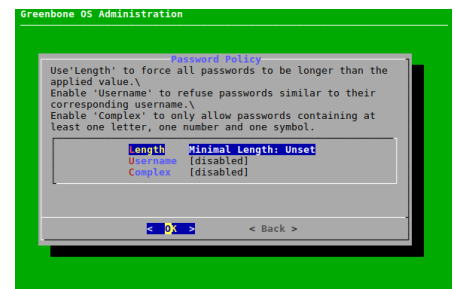 Greenbone OS Administration
Password Policy
Use'Length' to force all passwords to be longer than the
applied value.\
Enable 'Username' to refuse passwords similar to their
corresponding username.\
Enable 'Complex' to only allow passwords containing at
least one letter, one number and one symbol.
Length Minimal Length: Unset
Username [disabled]
Complex [disabled]
< OK > < Back >